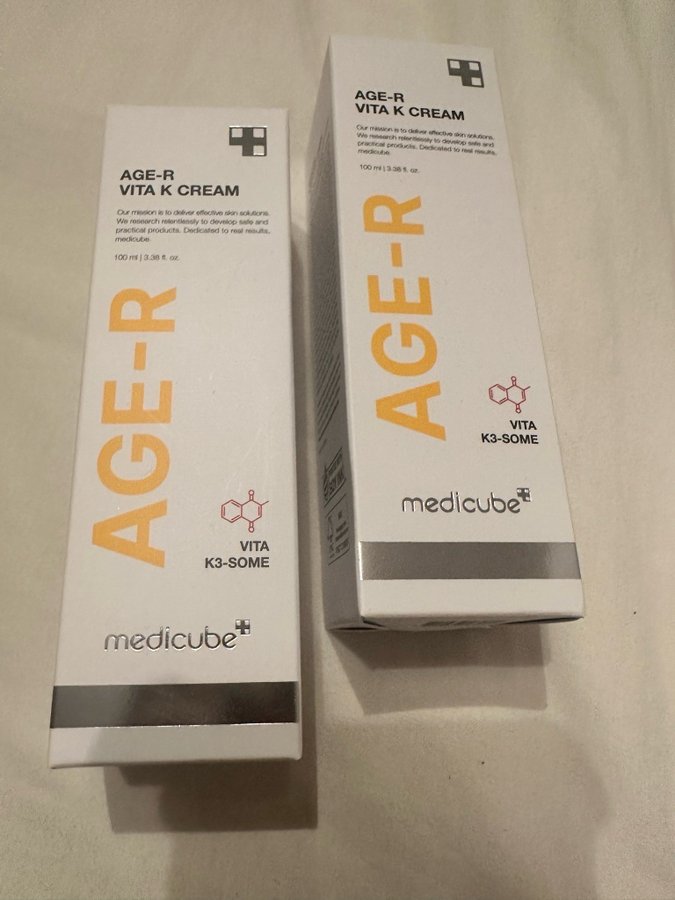 AGE-R
VITA K CREAM
Our mission is to deliver effective skin solutions.
We research relentlessly to develop safe and
practical products. Dedicated to real results,
medicube
100 ml | 3.38 fl. oz.
AGE-R
VITA
K3-SOME
medicube
AGE-R
VITA K CREAM
Our mission is to deliver effective skin solutions.
We research relentlessly to develop safe and
practical products. Dedicated to real results,
medicube
100 ml | 3.38 fl. oz.
AGE-R
VITA
K3-SOME
medicube